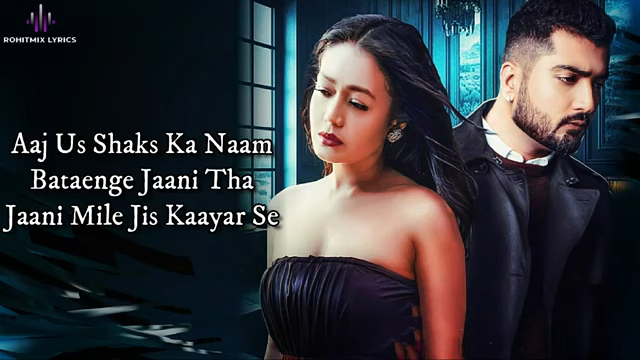 ROHITMIX LYRICS
Aaj Us Shaks Ka Naam
Bataenge Jaani Tha
Jaani Mile Jis Kaayar Se